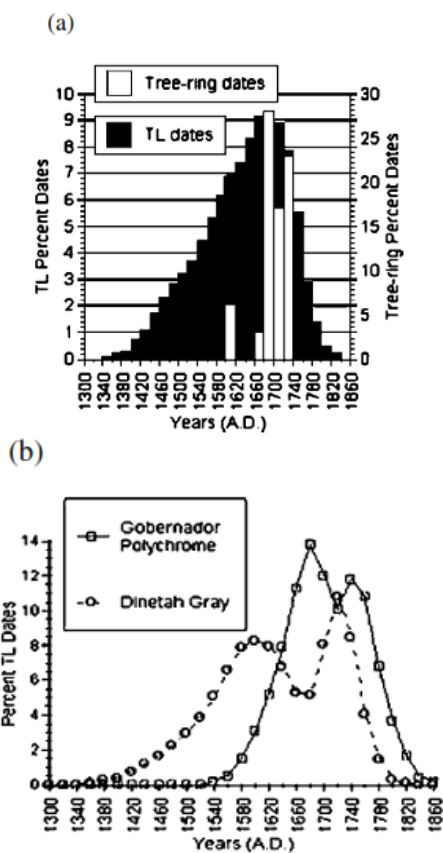 (a)
Tree-ring dates
TL dates
TL Percent Dates
10
9
8
7
6
5
4
3
2
1
0
30
25
20
15
10
5
0
Tree-ring Percent Dates
1300 1340 1380 1420 1460 1500 1540 1580 1620 1660 1700 1740 1780 1820 1860
Years (A.D.)
(b)
Gobernador
Polychrome
Dinetah Gray
Percent TL Dates
14
12
10
8
6
4
2
0
1300 1340 1380 1420 1460 1500 1540 1580 1620 1660 1700 1740 1780 1820 1860
Years (A.D.)